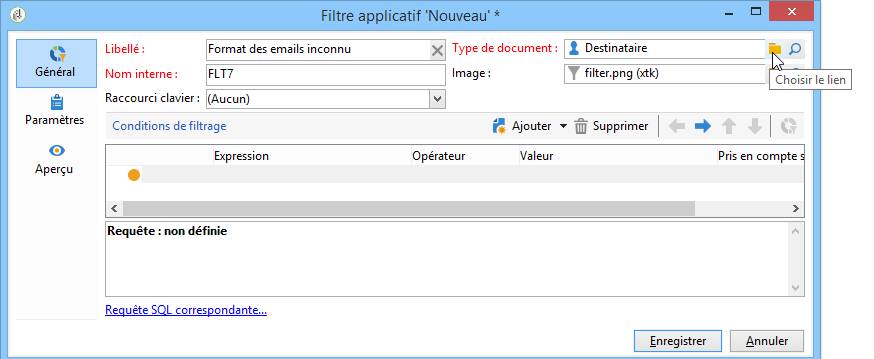 Filtre applicatif 'Nouveau' *
Général
Paramètres
Aperçu
Libellé :
Format des emails inconnu
Type de document :
Destinataire
Nom interne :
FLT7
Image :
filter.png (xtk)
Choisir le lien
Raccourci clavier :
(Aucun)
Conditions de filtrage
Ajouter
Supprimer
Expression
Opérateur
Valeur
Pris en compte s
Requête : non définie
Requête SQL correspondante...
Enregistrer
Annuler